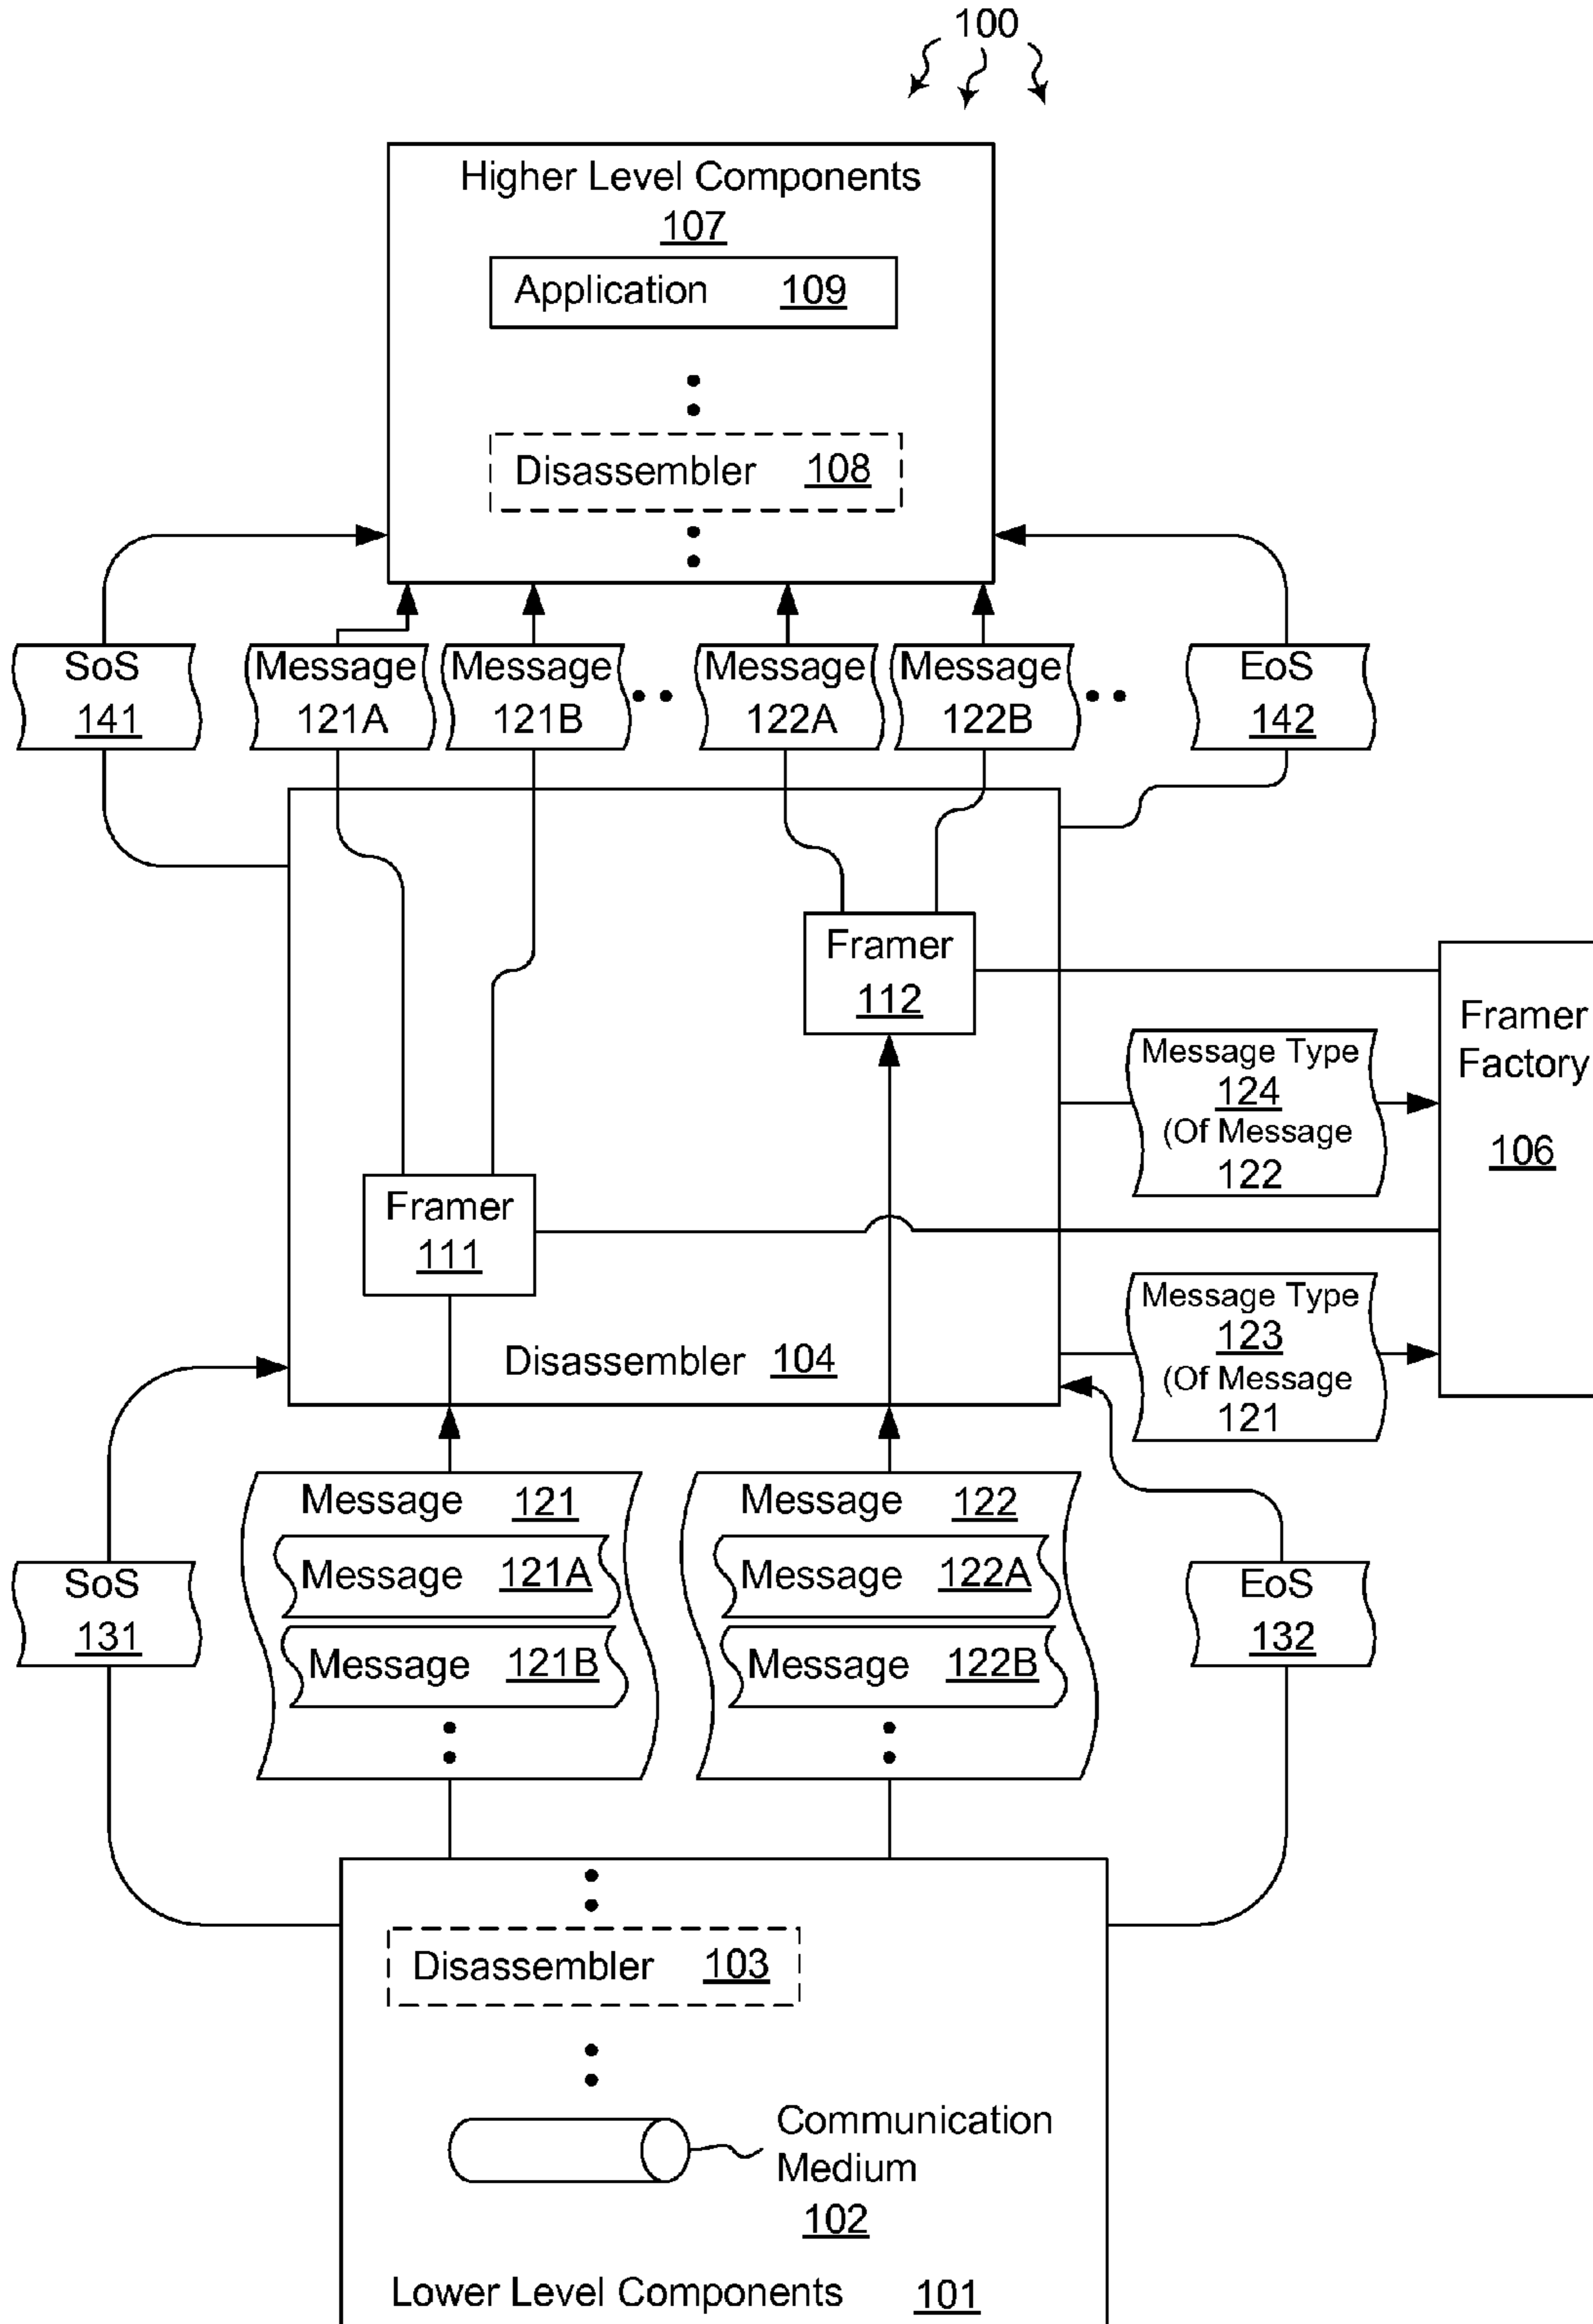 100
Higher Level Components
107
Application 109
Disassembler 108
SoS
141
Message
121A
Message
121B
Message
122A
Message
122B
EoS
142
Framer
112
Framer
Factory
106
Message Type
124
(Of Message
122
Framer
111
Message Type
123
(Of Message
121
Disassembler 104
SoS
131
Message 121
Message 121A
Message 121B
Message 122
Message 122A
Message 122B
EoS
132
Disassembler 103
Communication
Medium
102
Lower Level Components 101